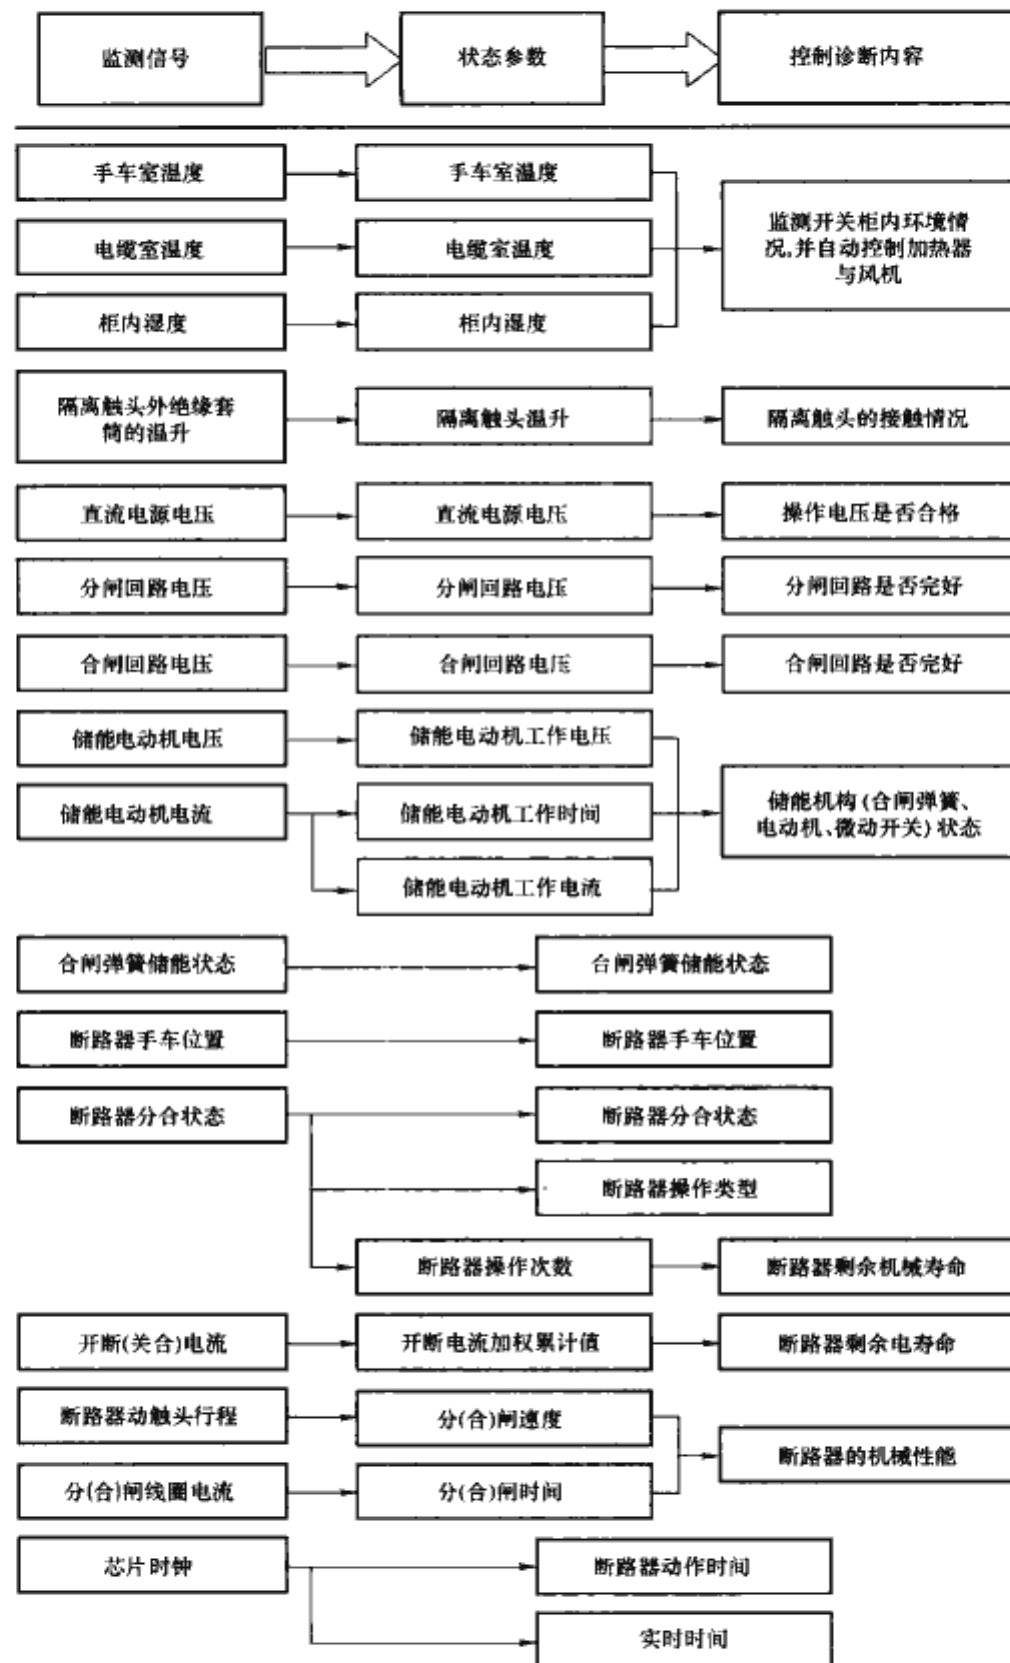 监测信号
状态参数
控制诊断内容
手车室温度
手车室温度
电缆室温度
电缆室温度
柜内湿度
柜内湿度
监测开关柜内环境情
况,并自动控制加热器
与风机
隔离触头外绝缘套
筒的温升
隔离触头温升
隔离触头的接触情况
直流电源电压
直流电源电压
操作电压是否合格
分闸回路电压
分闸回路电压
分闸回路是否完好
合闸回路电压
合闸回路电压
合闸回路是否完好
储能电动机电压
储能电动机工作电压
储能电动机电流
储能电动机工作时间
储能电动机工作电流
储能机构(合闸弹簧、
电动机、微动开关)状态
合闸弹簧储能状态
合闸弹簧储能状态
断路器手车位置
断路器手车位置
断路器分合状态
断路器分合状态
断路器操作类型
断路器操作次数
断路器剩余机械寿命
开断(关合)电流
开断电流加权累计值
断路器剩余电寿命
断路器动触头行程
分(合)闸速度
分(合)闸线圈电流
分(合)闸时间
断路器的机械性能
芯片时钟
断路器动作时间
实时时间